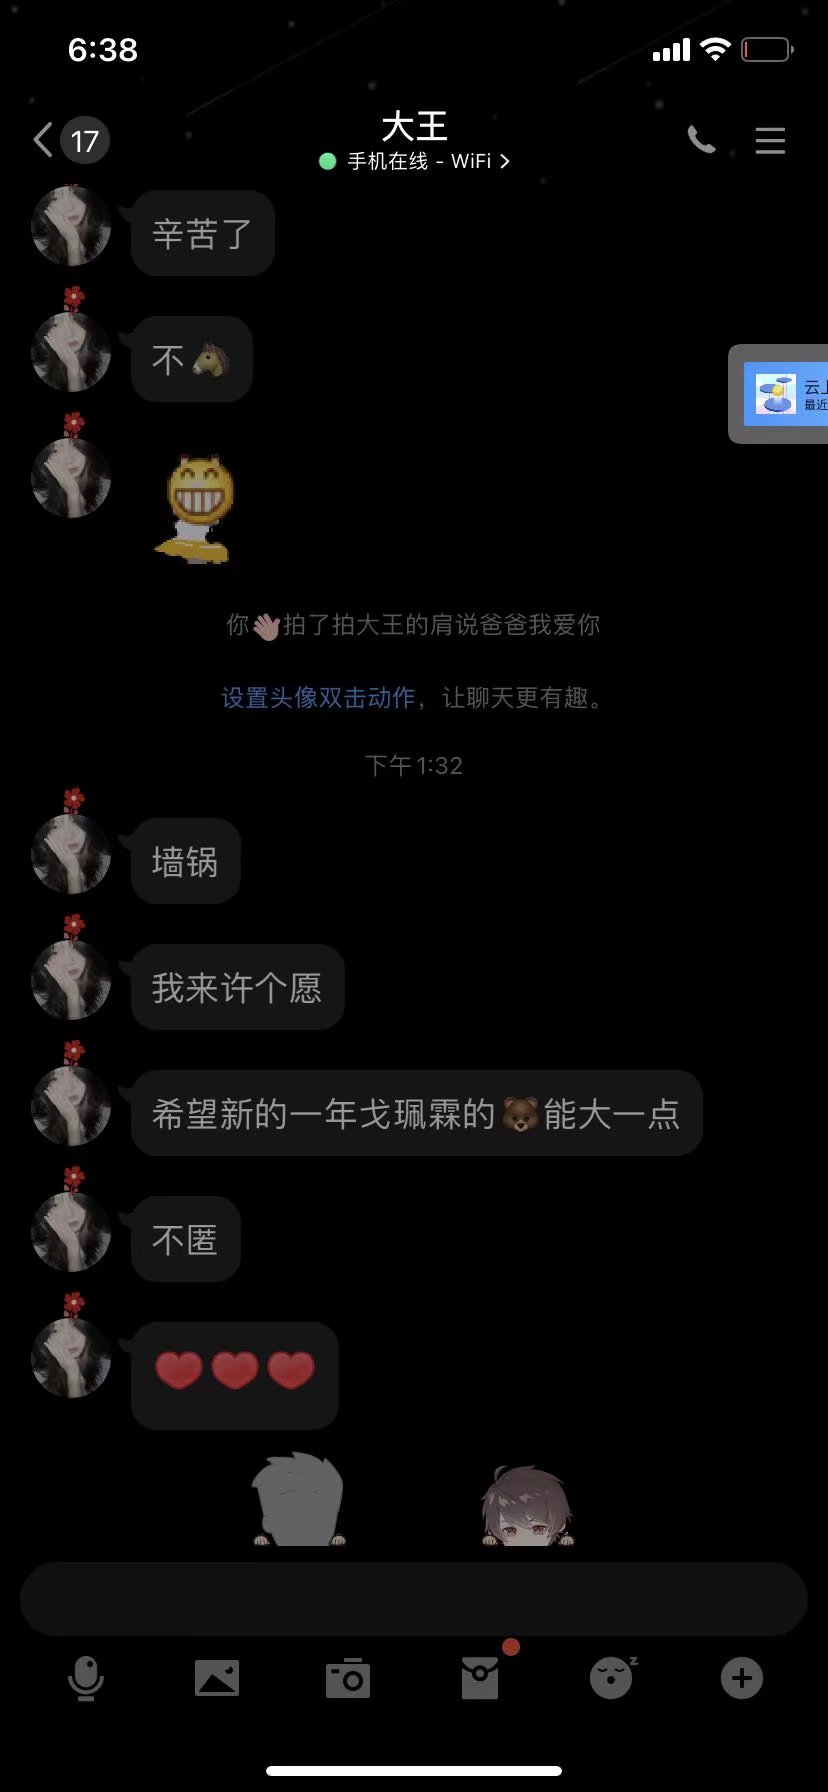 6:38
17
大王
手机在线 - WiFi
辛苦了
不🐴
云上
最近
你👋拍了拍大王的肩说爸爸我爱你
设置头像双击动作，让聊天更有趣。
下午1:32
墙锅
我来许个愿
希望新的一年戈珮霖的🐻能大一点
不匿
❤️❤️❤️
z